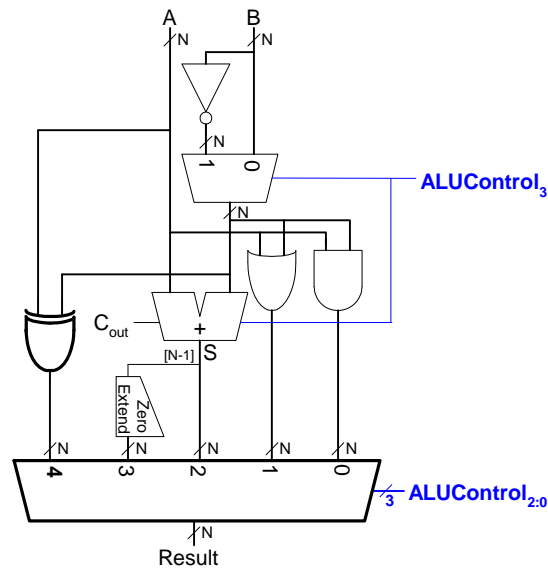 A B
N N
N
1 0
ALUControl3
N
Cout
+
[N-1] S
Zero
Extend
N N N N N
4 3 2 1 0
3 ALUControl2:0
N
Result